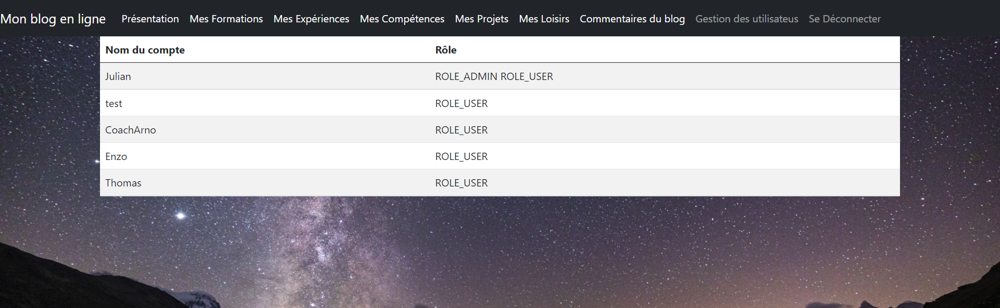 Mon blog en ligne Présentation Mes Formations Mes Expériences Mes Compétences Mes Projets Mes Loisirs Commentaires du blog Gestion des utilisateus Se Déconnecter
Nom du compte Rôle
Julian ROLE_ADMIN ROLE_USER
test ROLE_USER
CoachArno ROLE_USER
Enzo ROLE_USER
Thomas ROLE_USER